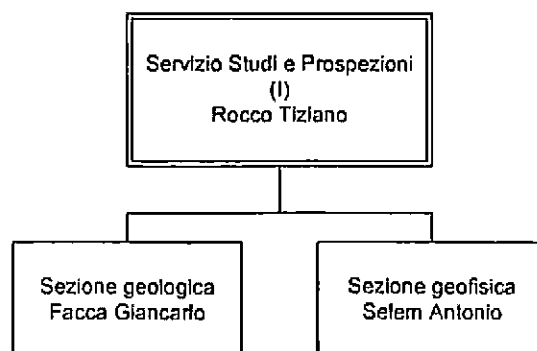 Servizio Studi e Prospezioni
(I)
Rocco Tiziano
Sezione geologica
Facca Giancarlo
Sezione geofisica
Selem Antonio